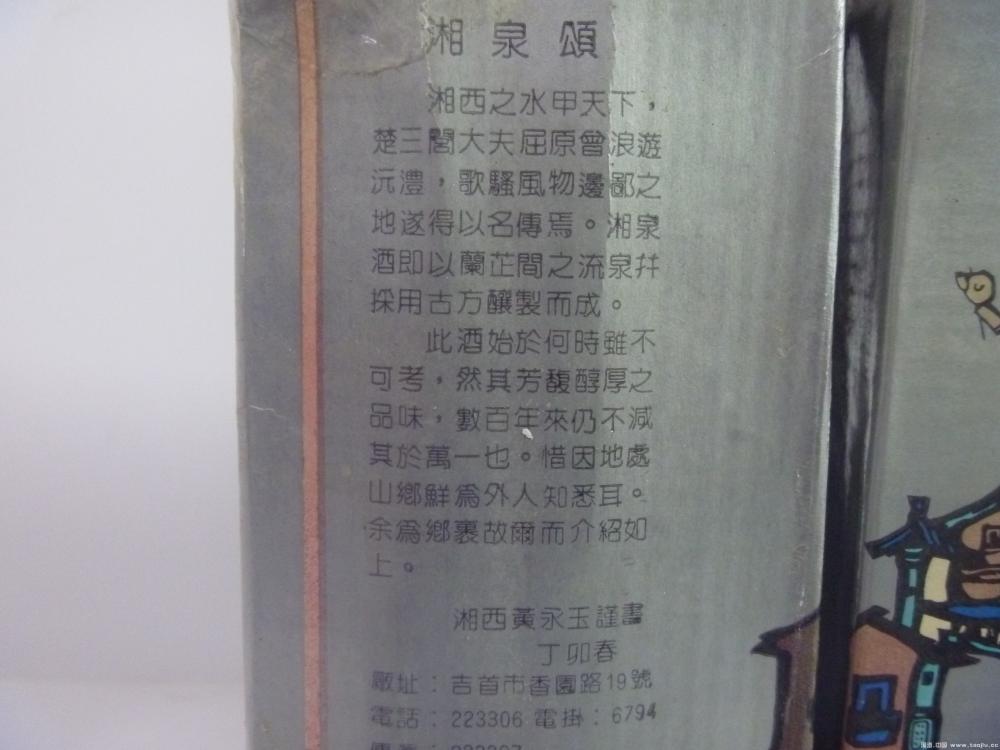 湘泉頌
湘西之水甲天下，
楚三閭大夫屈原曾浪遊
沅澧，歌騷風物邊鄙之
地遂得以名傳焉。湘泉
酒即以蘭芷間之流泉幷
採用古方釀製而成。
此酒始於何時雖不
可考，然其芳馥醇厚之
品味，數百年來仍不減
其於萬一也。惜因地處
山鄉鮮爲外人知悉耳。
余爲鄉裏故爾而介紹如
上。
湘西黃永玉謹書
丁卯春
廠址：吉首市香園路19號
電話：223306 電掛：6794